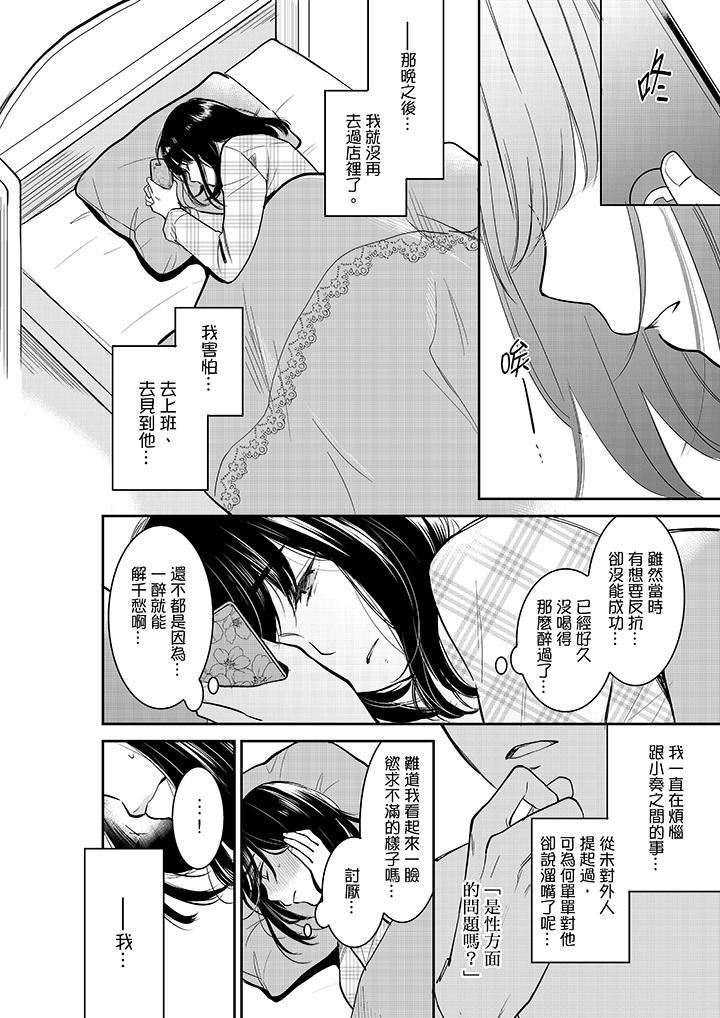 咚
唉—…
——那晚之後…
我就沒再
去過店裡了。
我害怕…
去上班、
去見到他…
雖然當時
有想要反抗…
卻沒能成功…
已經好久
沒喝得
那麼醉過了…
還不都是因為…
一醉就能
解千愁啊…
我一直在煩惱
跟小奏之間的事…
從未對外人
提起過，
可為何單單對他
卻說溜嘴了呢…
「是性方面
的問題嗎？」
難道我看起來一臉
慾求不滿的樣子嗎…
討厭…
…！
——我…